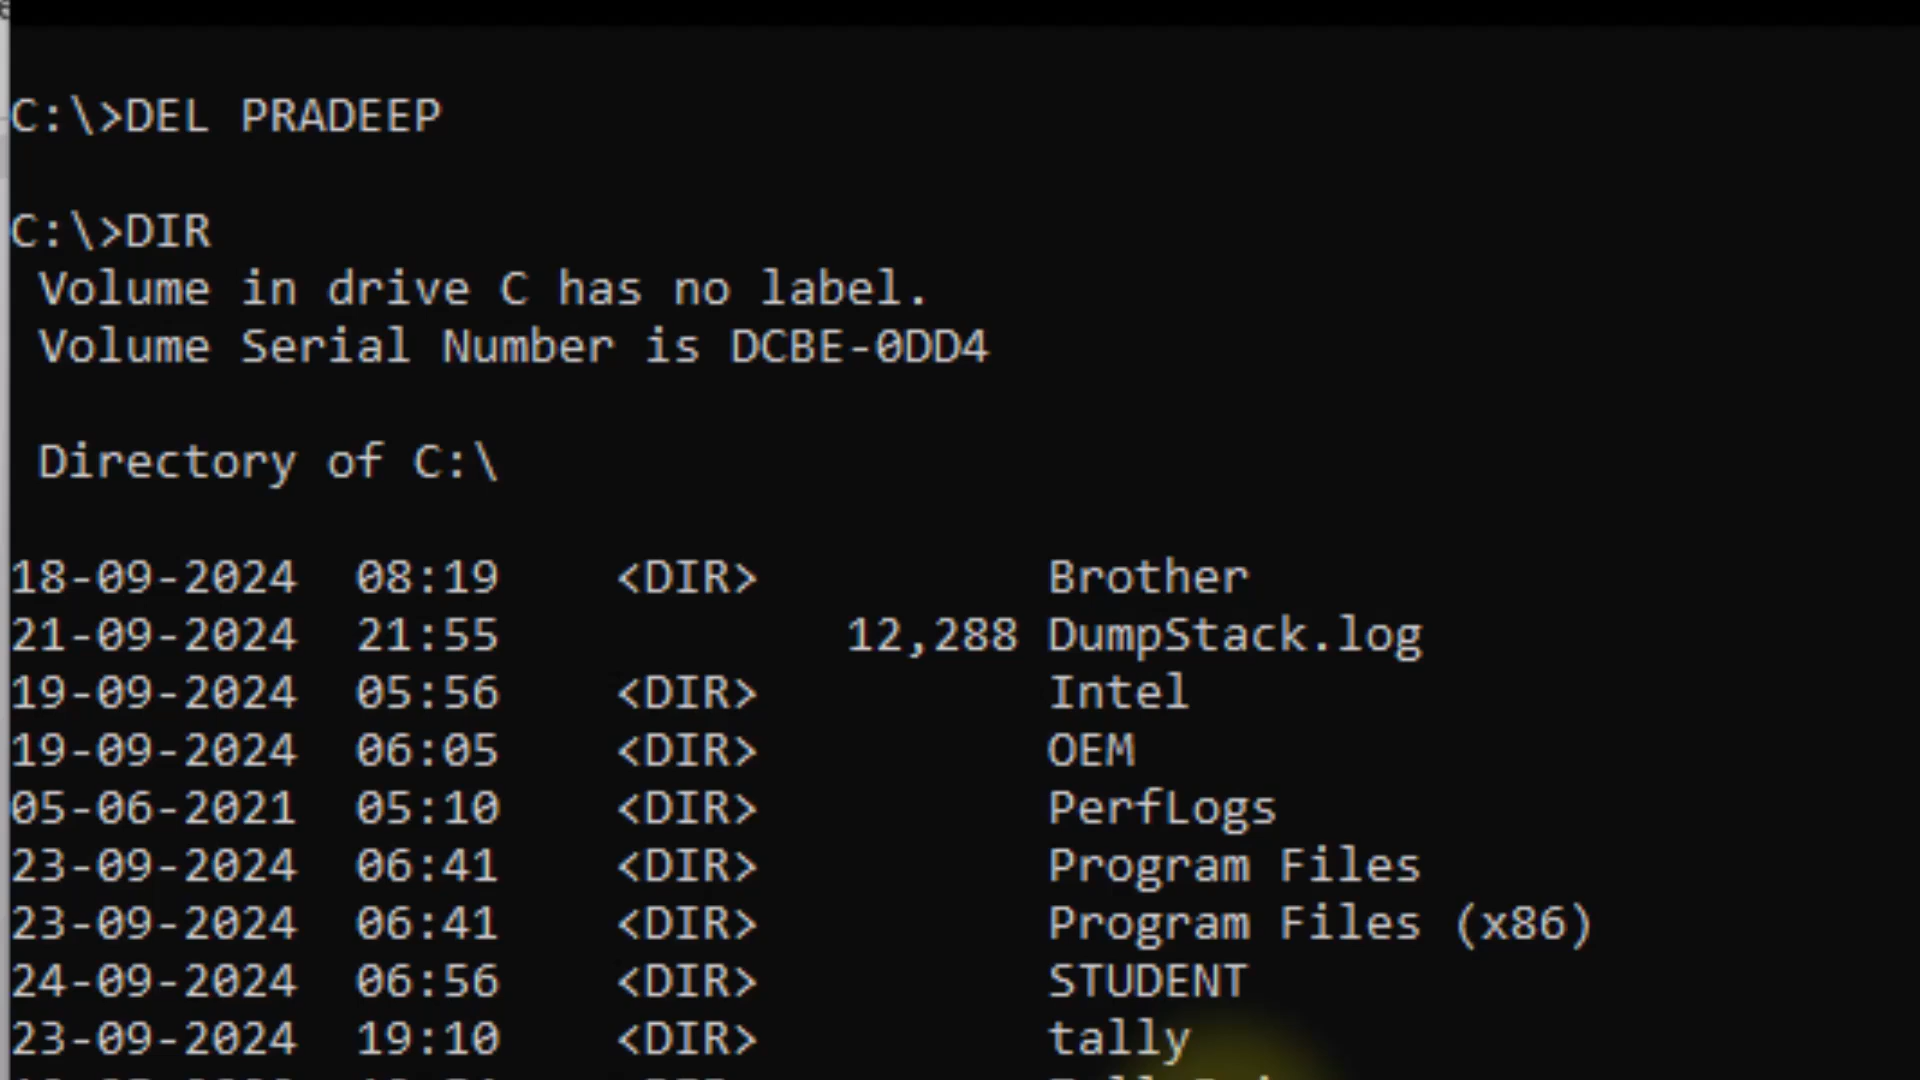 C:\>DEL PRADEEP
C:\>DIR
Volume in drive C has no label.
Volume Serial Number is DCBE-0DD4
Directory of C:\
18-09-2024 08:19 <DIR> Brother
21-09-2024 21:55 12,288 DumpStack.log
19-09-2024 05:56 <DIR> Intel
19-09-2024 06:05 <DIR> OEM
05-06-2021 05:10 <DIR> PerfLogs
23-09-2024 06:41 <DIR> Program Files
23-09-2024 06:41 <DIR> Program Files (x86)
24-09-2024 06:56 <DIR> STUDENT
23-09-2024 19:10 <DIR> tally